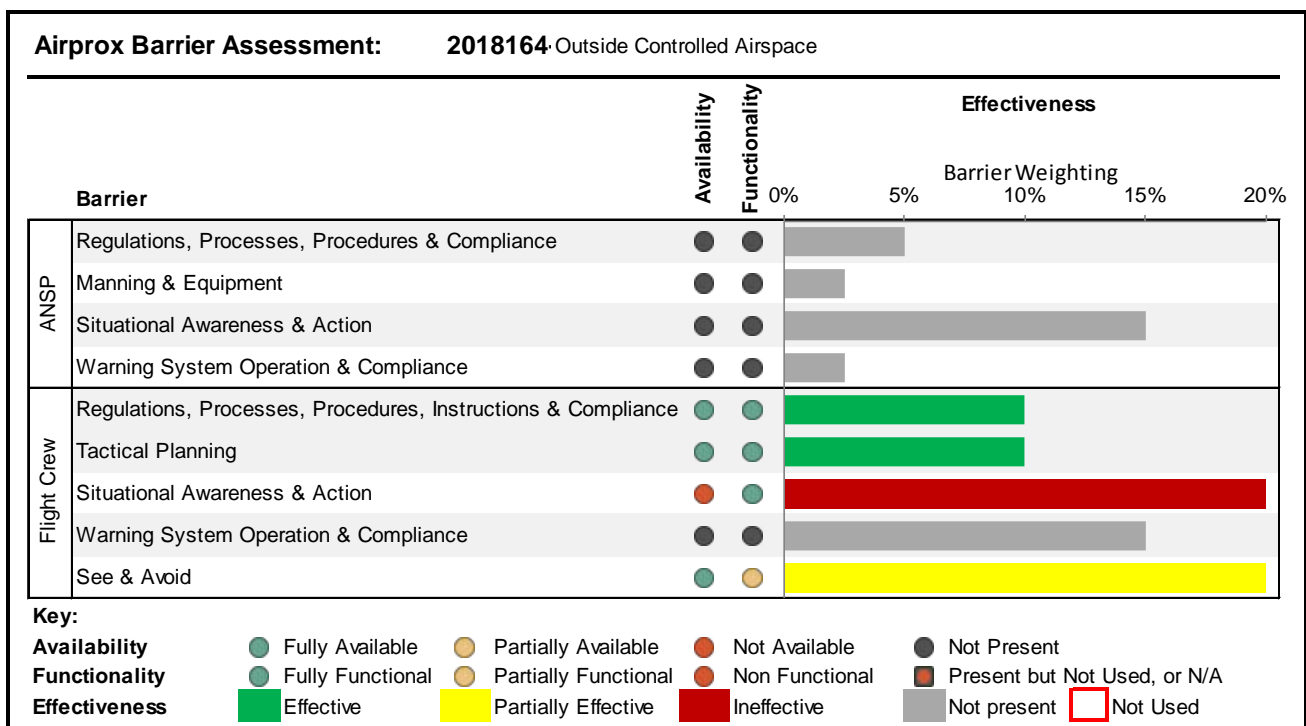 Airprox Barrier Assessment: 2018164- Outside Controlled Airspace
Availability
Functionality
Effectiveness
Barrier Weighting
Barrier
0% 5% 10% 15% 20%
ANSP
Regulations, Processes, Procedures & Compliance
Manning & Equipment
Situational Awareness & Action
Warning System Operation & Compliance
Flight Crew
Regulations, Processes, Procedures, Instructions & Compliance
Tactical Planning
Situational Awareness & Action
Warning System Operation & Compliance
See & Avoid
Key:
Availability Fully Available Partially Available Not Available Not Present
Functionality Fully Functional Partially Functional Non Functional Present but Not Used, or N/A
Effectiveness Effective Partially Effective Ineffective Not present Not Used